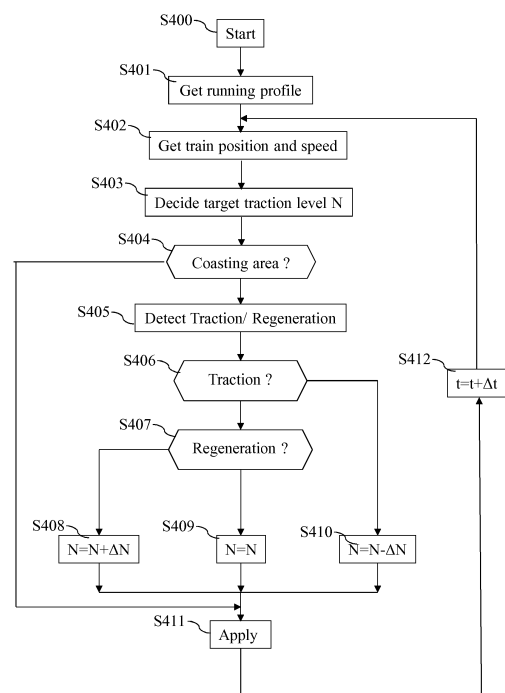 S400
Start
S401
Get running profile
S402
Get train position and speed
S403
Decide target traction level N
S404
Coasting area ?
S405
Detect Traction/ Regeneration
S406
Traction ?
S412
t=t+Δt
S407
Regeneration ?
S408
N=N+ΔN
S409
N=N
S410
N=N-ΔN
S411
Apply